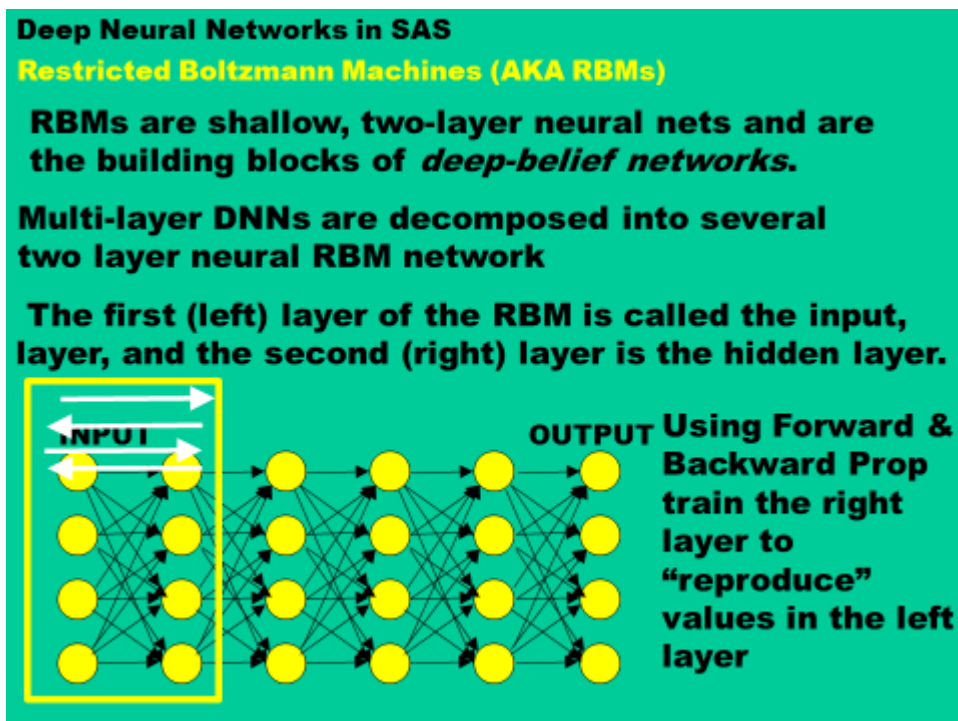 Deep Neural Networks in SAS
Restricted Boltzmann Machines (AKA RBMs)
RBMs are shallow, two-layer neural nets and are
the building blocks of deep-belief networks.
Multi-layer DNNs are decomposed into several
two layer neural RBM network
The first (left) layer of the RBM is called the input,
layer, and the second (right) layer is the hidden layer.
INPUT
OUTPUT
Using Forward &
Backward Prop
train the right
layer to
“reproduce”
values in the left
layer